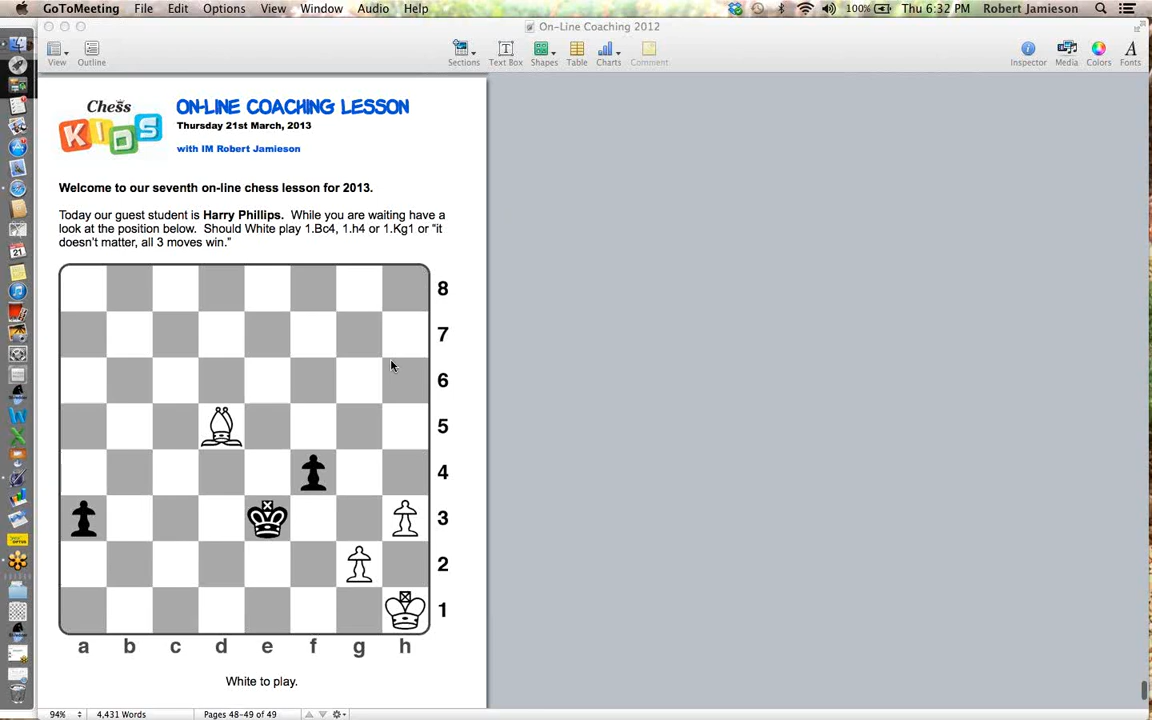 GoToMeeting File Edit Options View Window Audio Help 100% Thu 6:32 PM Robert Jamieson
On-Line Coaching 2012
View Outline Sections Text Box Shapes Table Charts Comment Inspector Media Colors Fonts
Chess
KIDS
ON-LINE COACHING LESSON
Thursday 21st March, 2013
with IM Robert Jamieson
Welcome to our seventh on-line chess lesson for 2013.
Today our guest student is Harry Phillips. While you are waiting have a
look at the position below. Should White play 1.Bc4, 1.h4 or 1.Kg1 or "it
doesn't matter, all 3 moves win."
8
7
6
5
4
3
2
1
a b c d e f g h
White to play.
94% 4,431 Words Pages 48-49 of 49